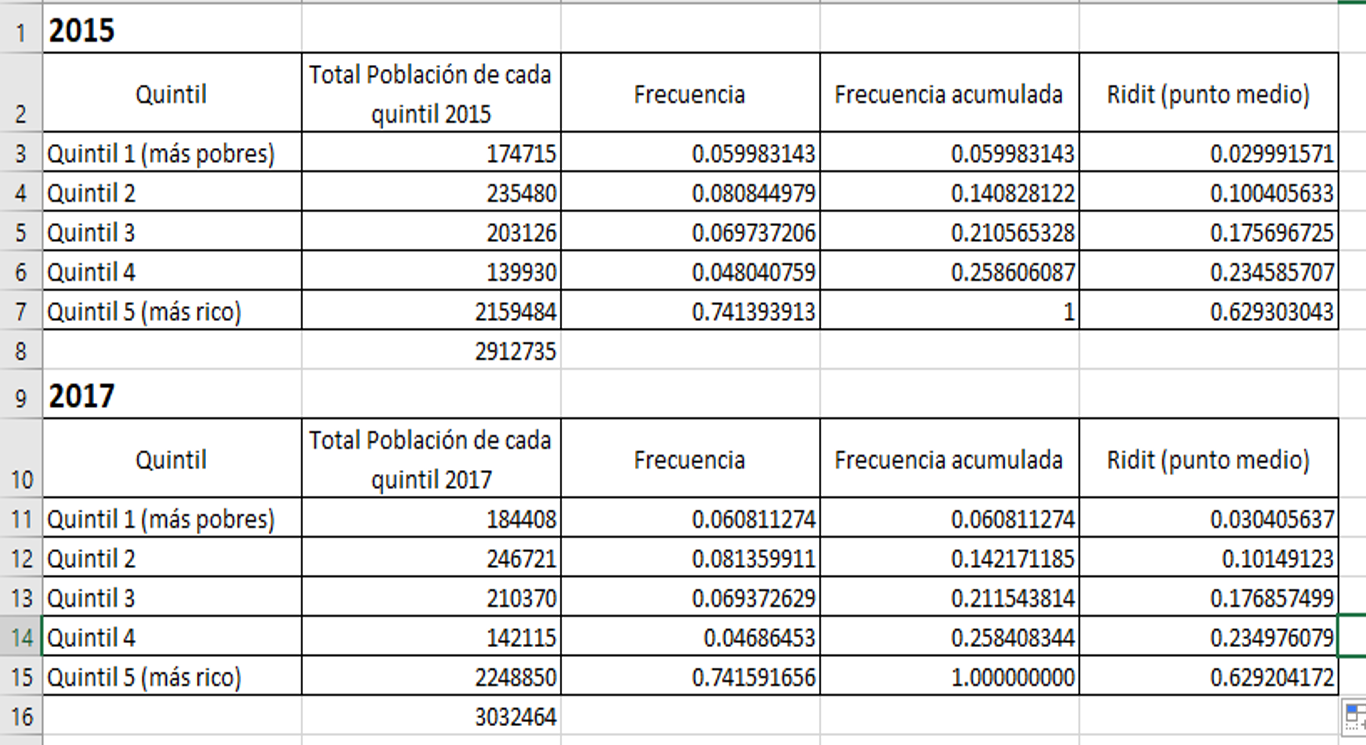 1 2015
2 Quintil Total Población de cada quintil 2015 Frecuencia Frecuencia acumulada Ridit (punto medio)
3 Quintil 1 (más pobres) 174715 0.059983143 0.059983143 0.029991571
4 Quintil 2 235480 0.080844979 0.140828122 0.100405633
5 Quintil 3 203126 0.069737206 0.210565328 0.175696725
6 Quintil 4 139930 0.048040759 0.258606087 0.234585707
7 Quintil 5 (más rico) 2159484 0.741393913 1 0.629303043
8 2912735
9 2017
10 Quintil Total Población de cada quintil 2017 Frecuencia Frecuencia acumulada Ridit (punto medio)
11 Quintil 1 (más pobres) 184408 0.060811274 0.060811274 0.030405637
12 Quintil 2 246721 0.081359911 0.142171185 0.10149123
13 Quintil 3 210370 0.069372629 0.211543814 0.176857499
14 Quintil 4 142115 0.04686453 0.258408344 0.234976079
15 Quintil 5 (más rico) 2248850 0.741591656 1.000000000 0.629204172
16 3032464